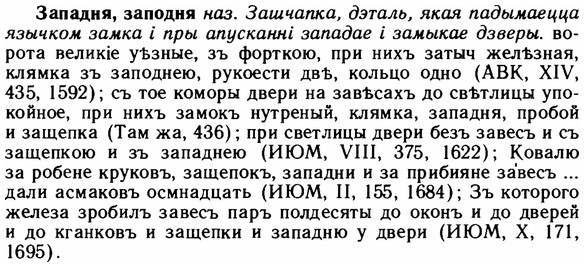 Западня, заподня наз. Зашчапка, дэталь, якая падымаецца
язычком замка і пры апусканні западае і замыкае дзверы. во-
рота великіе уѣзные, зъ форткою, при нихъ затыч желѣзная,
клямка зъ заподнею, рукоести двѣ, кольцо одно (АВК, XIV,
435, 1592); съ тое коморы двери на завѣсахъ до свѣтлицы упо-
койное, при нихъ замокъ нутреный, клямка, западня, пробой
и защепка (Там жа, 436); при светлицы двери безъ завесъ и съ
защепкою и зъ западнею (ИЮМ, VIII, 375, 1622); Ковалю
за робене круковъ, защепокъ, западни и за прибияне завесъ ...
дали асмаковъ осмнадцать (ИЮМ, II, 155, 1684); Зъ которого
железа зробилъ завесъ паръ полдесяты до оконъ и до дверей
и до кганковъ и защепки и западню у двери (ИЮМ, X, 171,
1695).